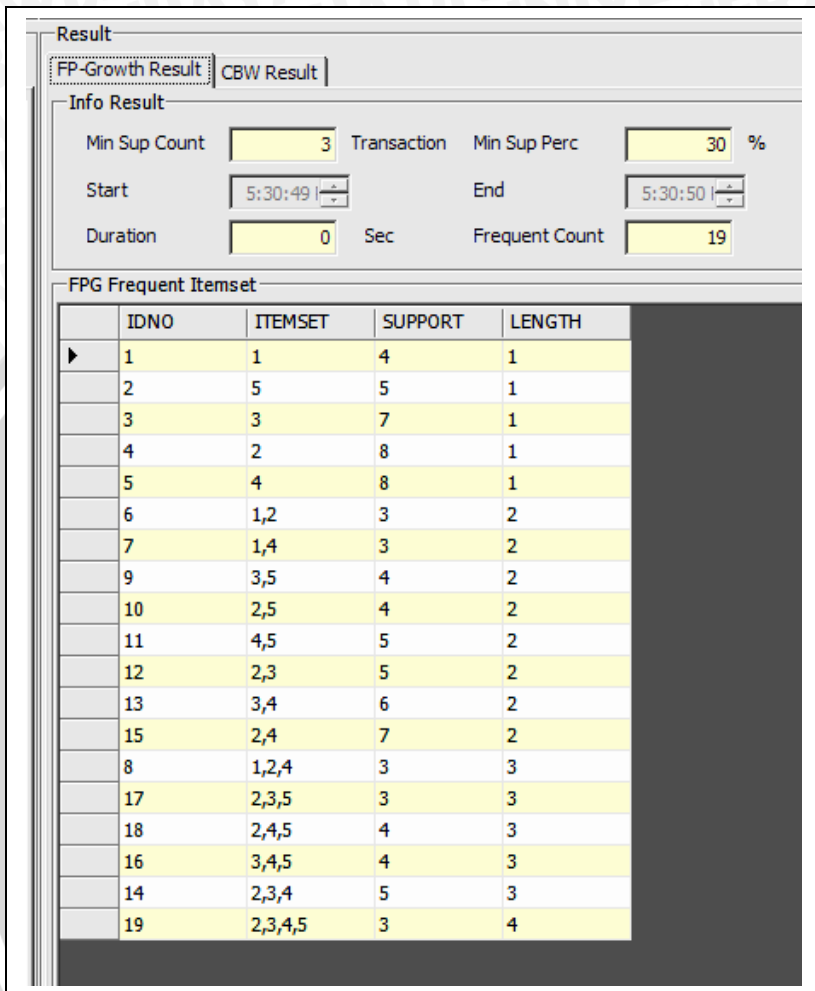 Result
FP-Growth Result CBW Result
Info Result
Min Sup Count 3 Transaction Min Sup Perc 30 %
Start 5:30:49 End 5:30:50
Duration 0 Sec Frequent Count 19
FPG Frequent Itemset
IDNO ITEMSET SUPPORT LENGTH
1 1 4 1
2 5 5 1
3 3 7 1
4 2 8 1
5 4 8 1
6 1,2 3 2
7 1,4 3 2
9 3,5 4 2
10 2,5 4 2
11 4,5 5 2
12 2,3 5 2
13 3,4 6 2
15 2,4 7 2
8 1,2,4 3 3
17 2,3,5 3 3
18 2,4,5 4 3
16 3,4,5 4 3
14 2,3,4 5 3
19 2,3,4,5 3 4